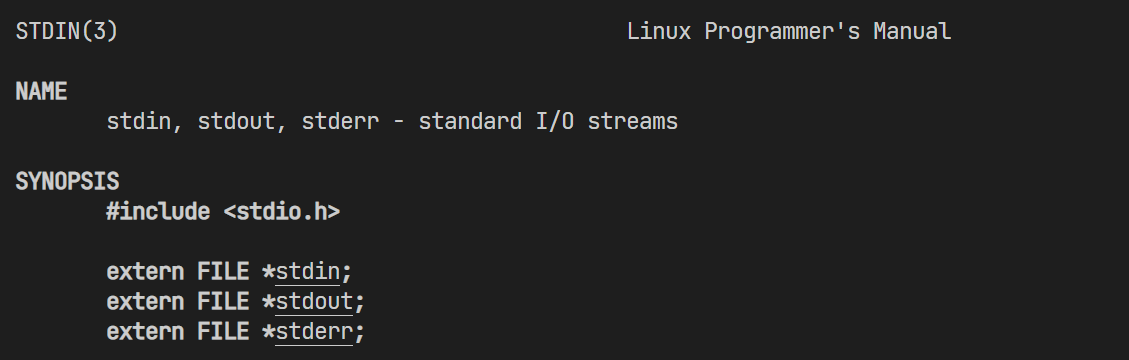 STDIN(3) Linux Programmer's Manual
NAME
stdin, stdout, stderr - standard I/O streams
SYNOPSIS
#include <stdio.h>
extern FILE *stdin;
extern FILE *stdout;
extern FILE *stderr;